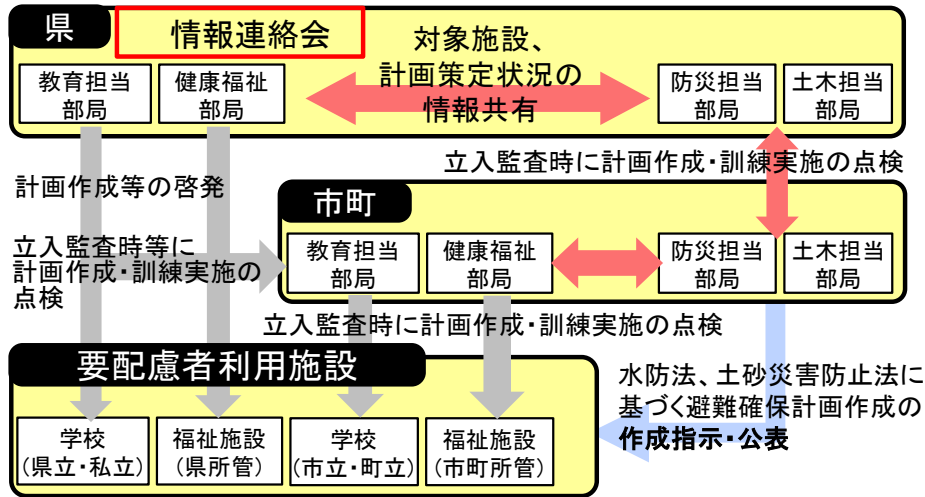 県
情報連絡会
対象施設、
計画策定状況の
情報共有
教育担当
部局
健康福祉
部局
防災担当
部局
土木担当
部局
立入監査時に計画作成・訓練実施の点検
計画作成等の啓発
市町
立入監査時等に
計画作成・訓練実施の
点検
教育担当
部局
健康福祉
部局
防災担当
部局
土木担当
部局
立入監査時に計画作成・訓練実施の点検
要配慮者利用施設
水防法、土砂災害防止法に
基づく避難確保計画作成の
作成指示・公表
学校
(県立・私立)
福祉施設
(県所管)
学校
(市立・町立)
福祉施設
(市町所管)